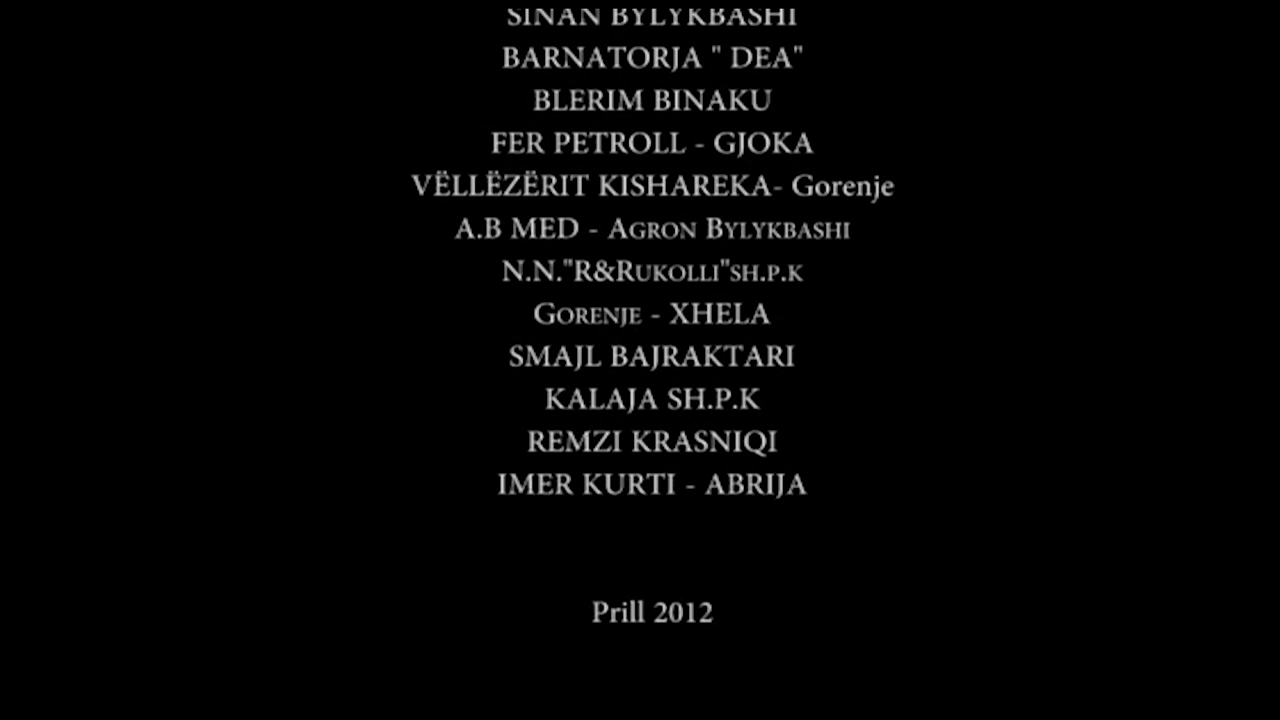 SINAN BYLYKBASHI
BARNATORJA " DEA"
BLERIM BINAKU
FER PETROLL - GJOKA
VËLLËZËRIT KISHAREKA- Gorenje
A.B MED - AGRON BYLYKBASHI
N.N."R&RUKOLLI"SH.P.K
GORENJE - XHELA
SMAJL BAJRAKTARI
KALAJA SH.P.K
REMZI KRASNIQI
IMER KURTI - ABRIJA
Prill 2012